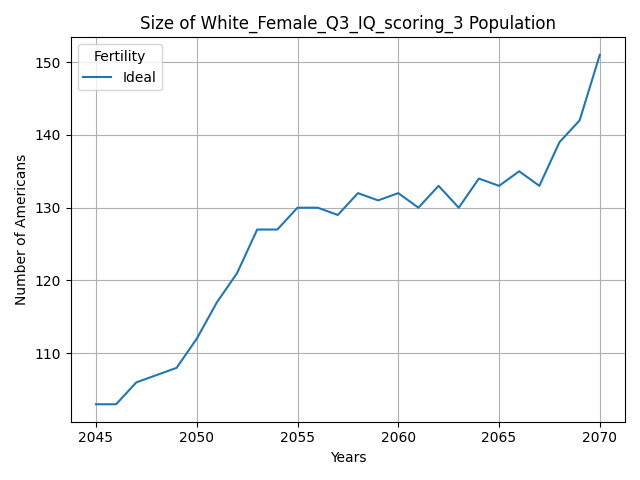 Size of White_Female_Q3_IQ_scoring_3 Population
Fertility
Ideal
Number of Americans
150
140
130
120
110
2045 2050 2055 2060 2065 2070
Years